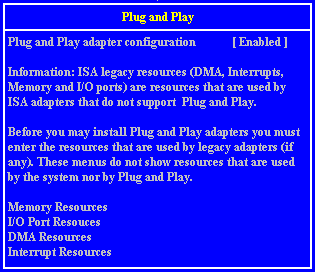 Plug and Play
Plug and Play adapter configuration [ Enabled ]
Information: ISA legacy resources (DMA, Interrupts,
Memory and I/O ports) are resources that are used by
ISA adapters that do not support Plug and Play.
Before you may install Plug and Play adapters you must
enter the resources that are used by legacy adapters (if
any). These menus do not show resources that are used
by the system nor by Plug and Play.
Memory Resources
I/O Port Resouces
DMA Resources
Interrupt Resources